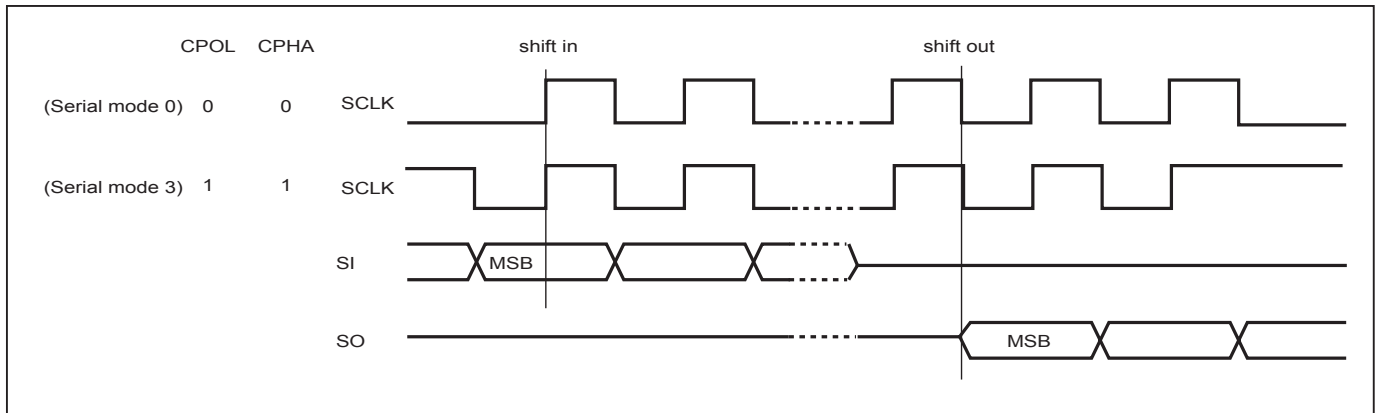 CPOL CPHA shift in shift out
(Serial mode 0) 0 0 SCLK
(Serial mode 3) 1 1 SCLK
SI MSB
SO MSB